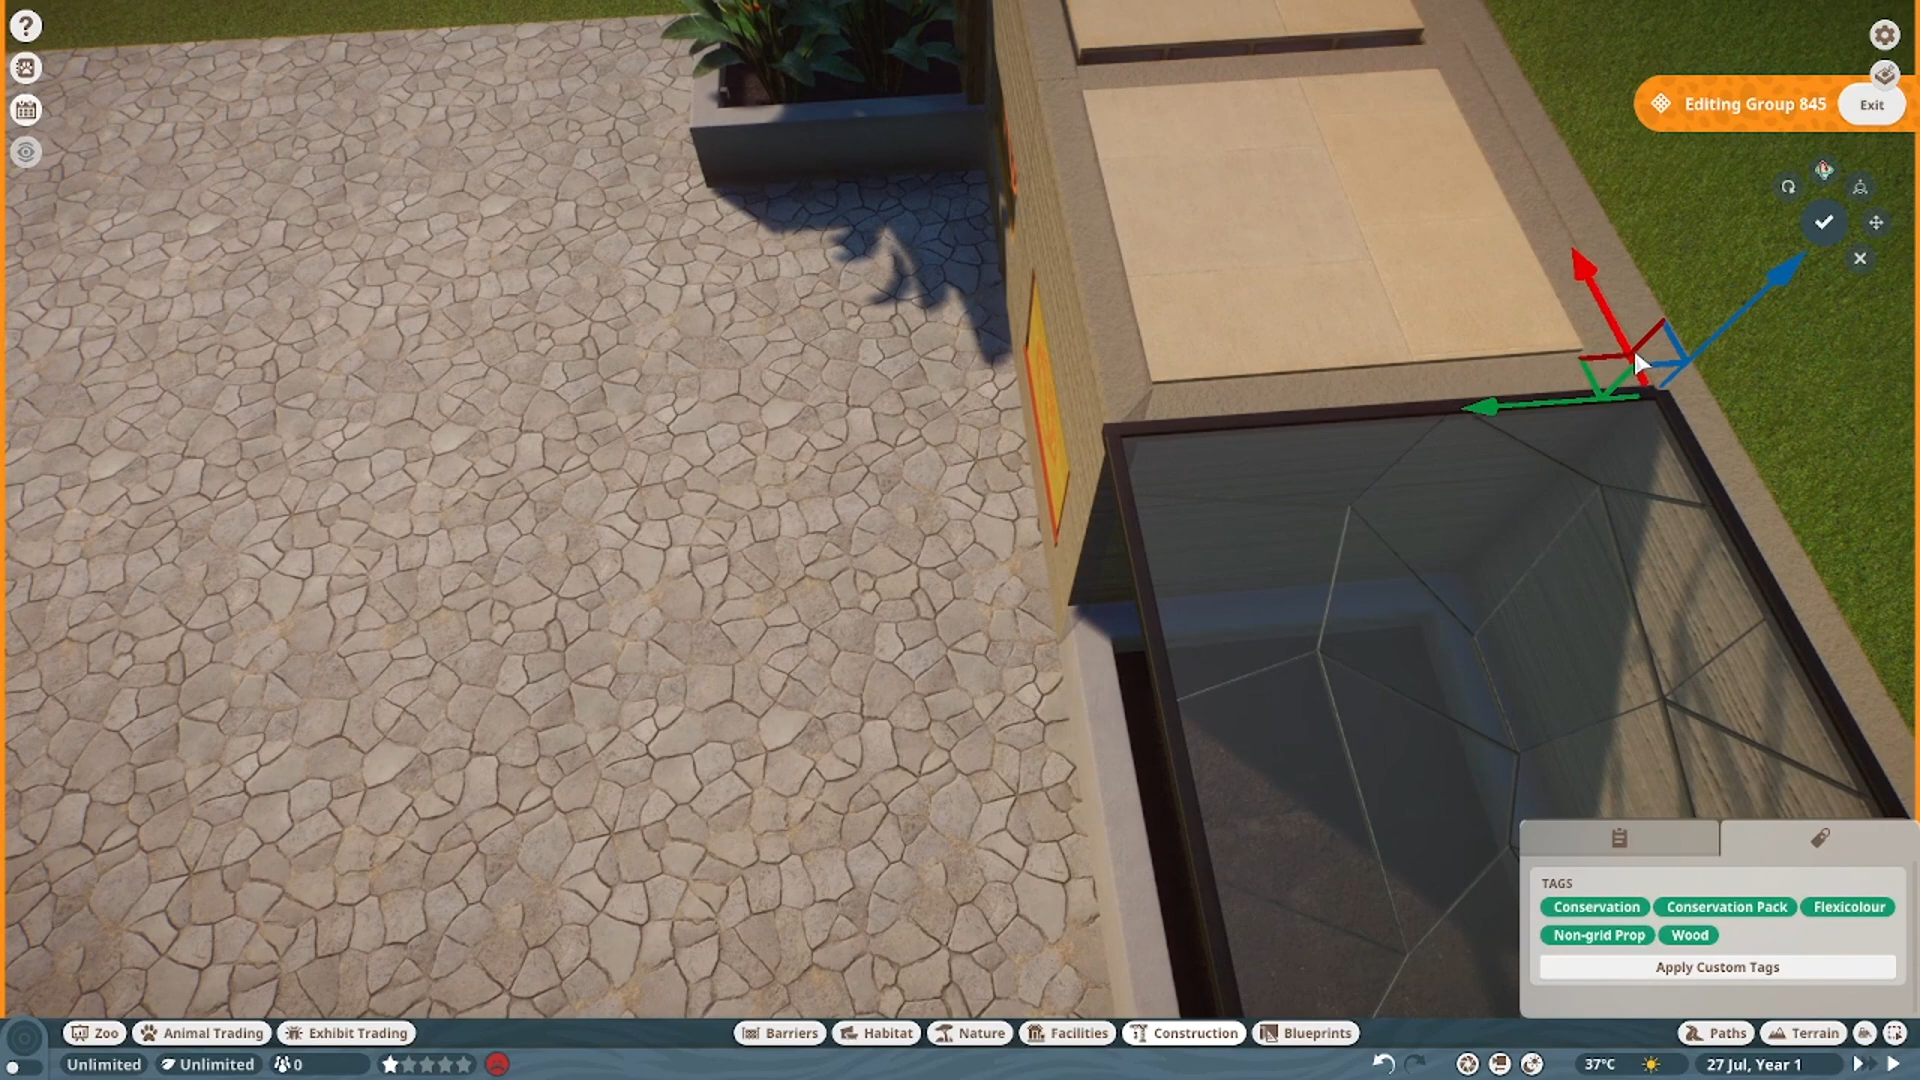 ?
Editing Group 845
Exit
TAGS
Conservation
Conservation Pack
Flexicolour
Non-grid Prop
Wood
Apply Custom Tags
Zoo
Animal Trading
Exhibit Trading
Barriers
Habitat
Nature
Facilities
Construction
Blueprints
Paths
Terrain
Unlimited
Unlimited
0
37°C
27 Jul, Year 1